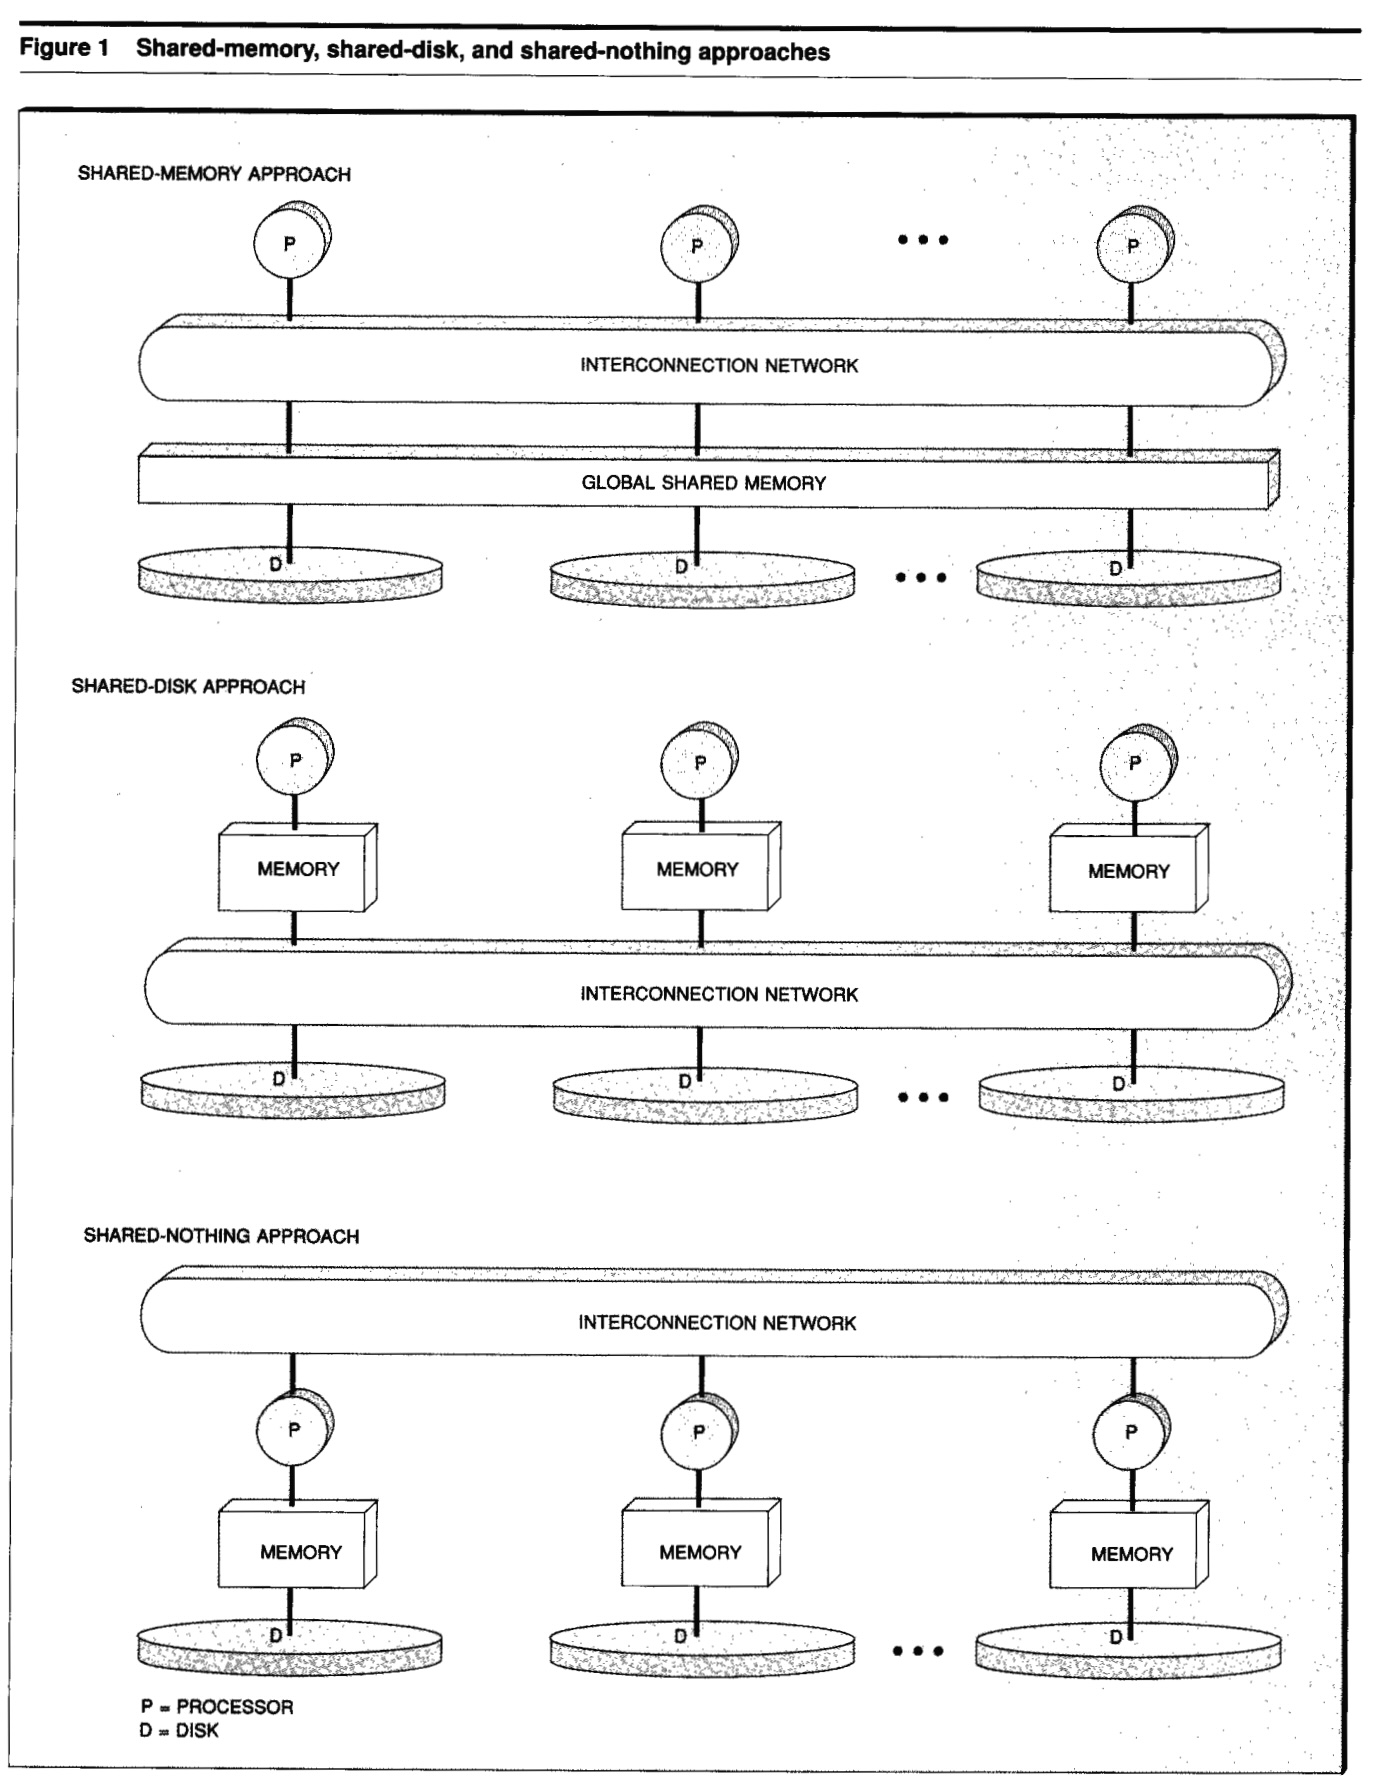 Figure 1 Shared-memory, shared-disk, and shared-nothing approaches
SHARED-MEMORY APPROACH
P P ••• P
INTERCONNECTION NETWORK
GLOBAL SHARED MEMORY
D D ••• D
SHARED-DISK APPROACH
P P P
MEMORY MEMORY MEMORY
INTERCONNECTION NETWORK
D D ••• D
SHARED-NOTHING APPROACH
INTERCONNECTION NETWORK
P P P
MEMORY MEMORY MEMORY
D D ••• D
P = PROCESSOR
D = DISK